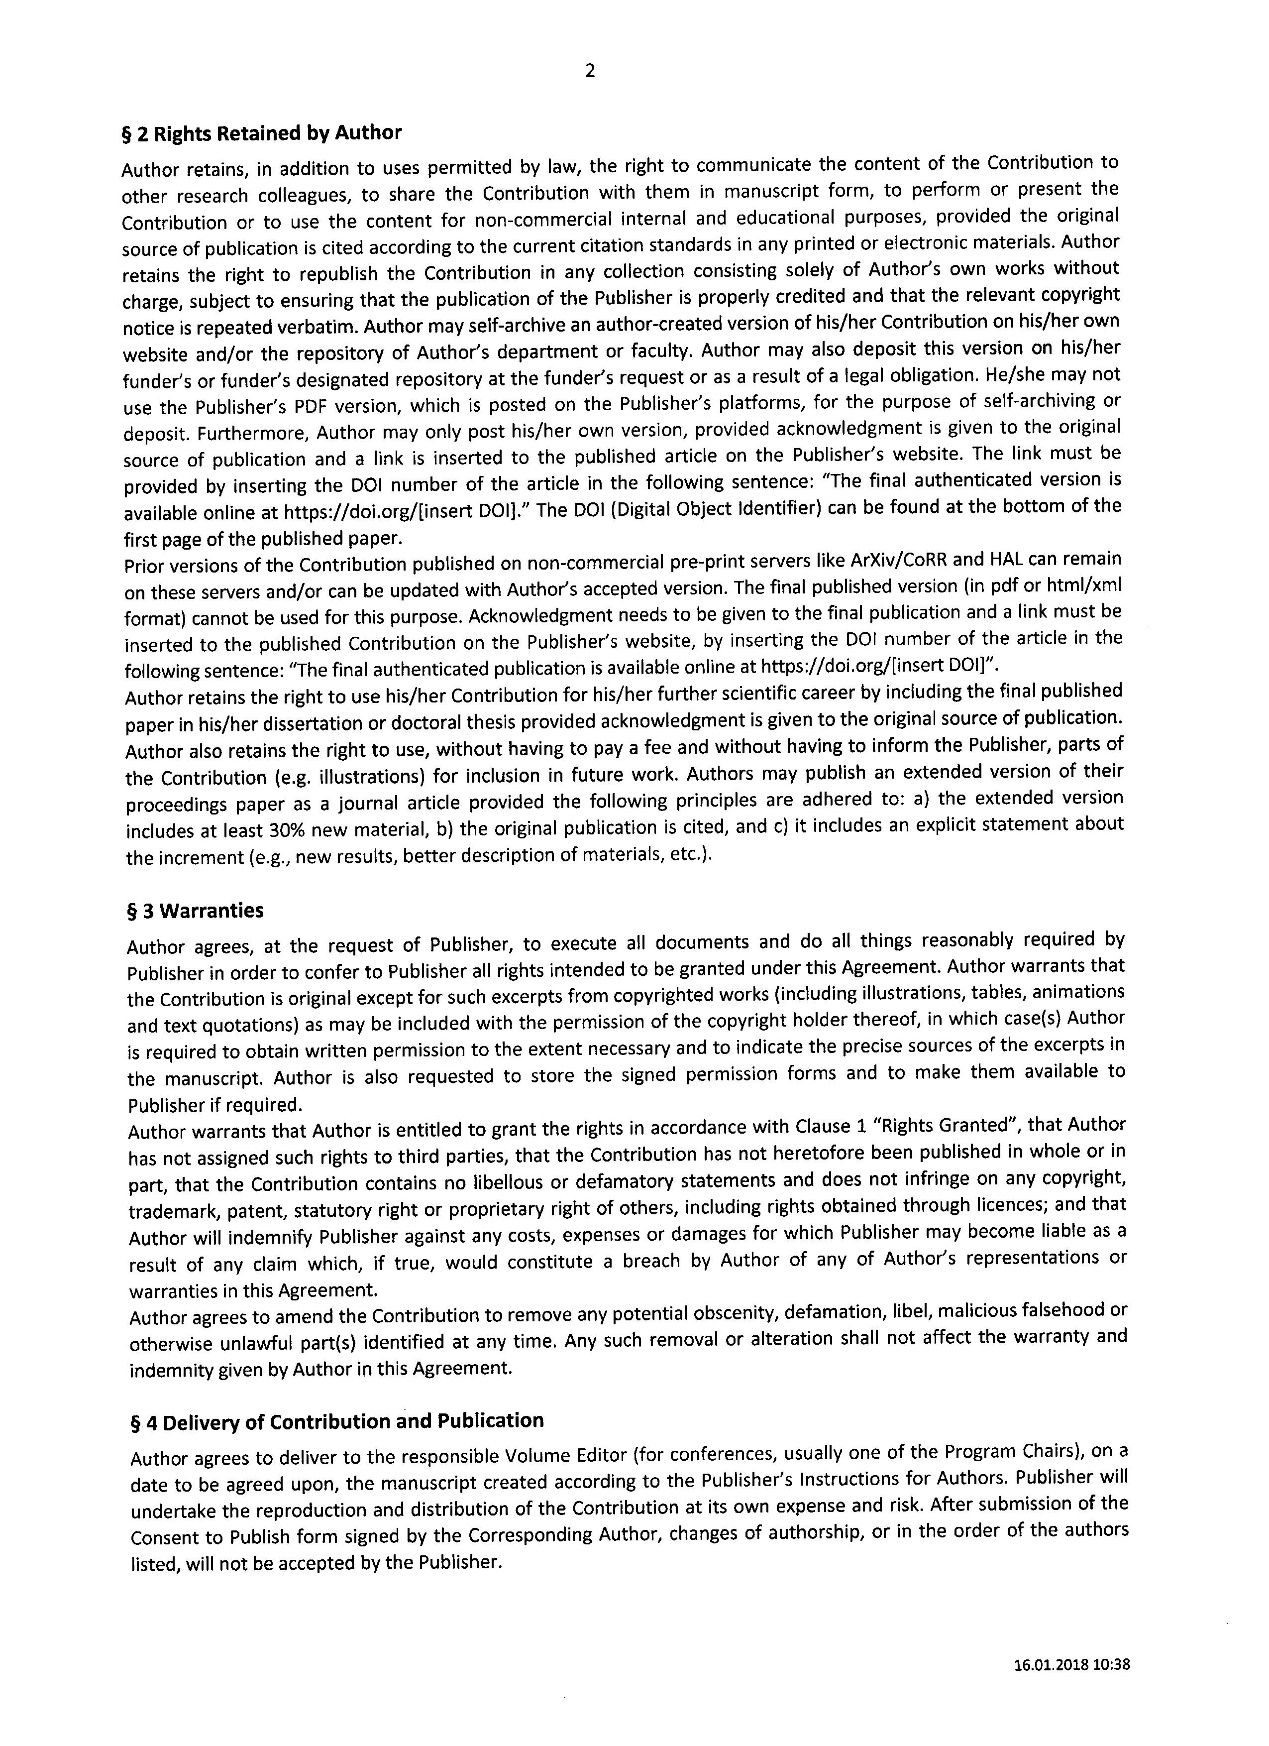 2
§ 2 Rights Retained by Author
Author retains, in addition to uses permitted by law, the right to communicate the content of the Contribution to
other research colleagues, to share the Contribution with them in manuscript form, to perform or present the
Contribution or to use the content for non-commercial internal and educational purposes, provided the original
source of publication is cited according to the current citation standards in any printed or electronic materials. Author
retains the right to republish the Contribution in any collection consisting solely of Author's own works without
charge, subject to ensuring that the publication of the Publisher is properly credited and that the relevant copyright
notice is repeated verbatim. Author may self-archive an author-created version of his/her Contribution on his/her own
website and/or the repository of Author's department or faculty. Author may also deposit this version on his/her
funder's or funder's designated repository at the funder's request or as a result of a legal obligation. He/she may not
use the Publisher's PDF version, which is posted on the Publisher's platforms, for the purpose of self-archiving or
deposit. Furthermore, Author may only post his/her own version, provided acknowledgment is given to the original
source of publication and a link is inserted to the published article on the Publisher's website. The link must be
provided by inserting the DOI number of the article in the following sentence: "The final authenticated version is
available online at https://doi.org/[insert DOI]." The DOI (Digital Object Identifier) can be found at the bottom of the
first page of the published paper.
Prior versions of the Contribution published on non-commercial pre-print servers like ArXiv/CoRR and HAL can remain
on these servers and/or can be updated with Author's accepted version. The final published version (in pdf or html/xml
format) cannot be used for this purpose. Acknowledgment needs to be given to the final publication and a link must be
inserted to the published Contribution on the Publisher's website, by inserting the DOI number of the article in the
following sentence: "The final authenticated publication is available online at https://doi.org/[insert DOI]".
Author retains the right to use his/her Contribution for his/her further scientific career by including the final published
paper in his/her dissertation or doctoral thesis provided acknowledgment is given to the original source of publication.
Author also retains the right to use, without having to pay a fee and without having to inform the Publisher, parts of
the Contribution (e.g. illustrations) for inclusion in future work. Authors may publish an extended version of their
proceedings paper as a journal article provided the following principles are adhered to: a) the extended version
includes at least 30% new material, b) the original publication is cited, and c) it includes an explicit statement about
the increment (e.g., new results, better description of materials, etc.).
§ 3 Warranties
Author agrees, at the request of Publisher, to execute all documents and do all things reasonably required by
Publisher in order to confer to Publisher all rights intended to be granted under this Agreement. Author warrants that
the Contribution is original except for such excerpts from copyrighted works (including illustrations, tables, animations
and text quotations) as may be included with the permission of the copyright holder thereof, in which case(s) Author
is required to obtain written permission to the extent necessary and to indicate the precise sources of the excerpts in
the manuscript. Author is also requested to store the signed permission forms and to make them available to
Publisher if required.
Author warrants that Author is entitled to grant the rights in accordance with Clause 1 "Rights Granted", that Author
has not assigned such rights to third parties, that the Contribution has not heretofore been published in whole or in
part, that the Contribution contains no libellous or defamatory statements and does not infringe on any copyright,
trademark, patent, statutory right or proprietary right of others, including rights obtained through licences; and that
Author will indemnify Publisher against any costs, expenses or damages for which Publisher may become liable as a
result of any claim which, if true, would constitute a breach by Author of any of Author's representations or
warranties in this Agreement.
Author agrees to amend the Contribution to remove any potential obscenity, defamation, libel, malicious falsehood or
otherwise unlawful part(s) identified at any time. Any such removal or alteration shall not affect the warranty and
indemnity given by Author in this Agreement.
§ 4 Delivery of Contribution and Publication
Author agrees to deliver to the responsible Volume Editor (for conferences, usually one of the Program Chairs), on a
date to be agreed upon, the manuscript created according to the Publisher's Instructions for Authors. Publisher will
undertake the reproduction and distribution of the Contribution at its own expense and risk. After submission of the
Consent to Publish form signed by the Corresponding Author, changes of authorship, or in the order of the authors
listed, will not be accepted by the Publisher.
16.01.2018 10:38